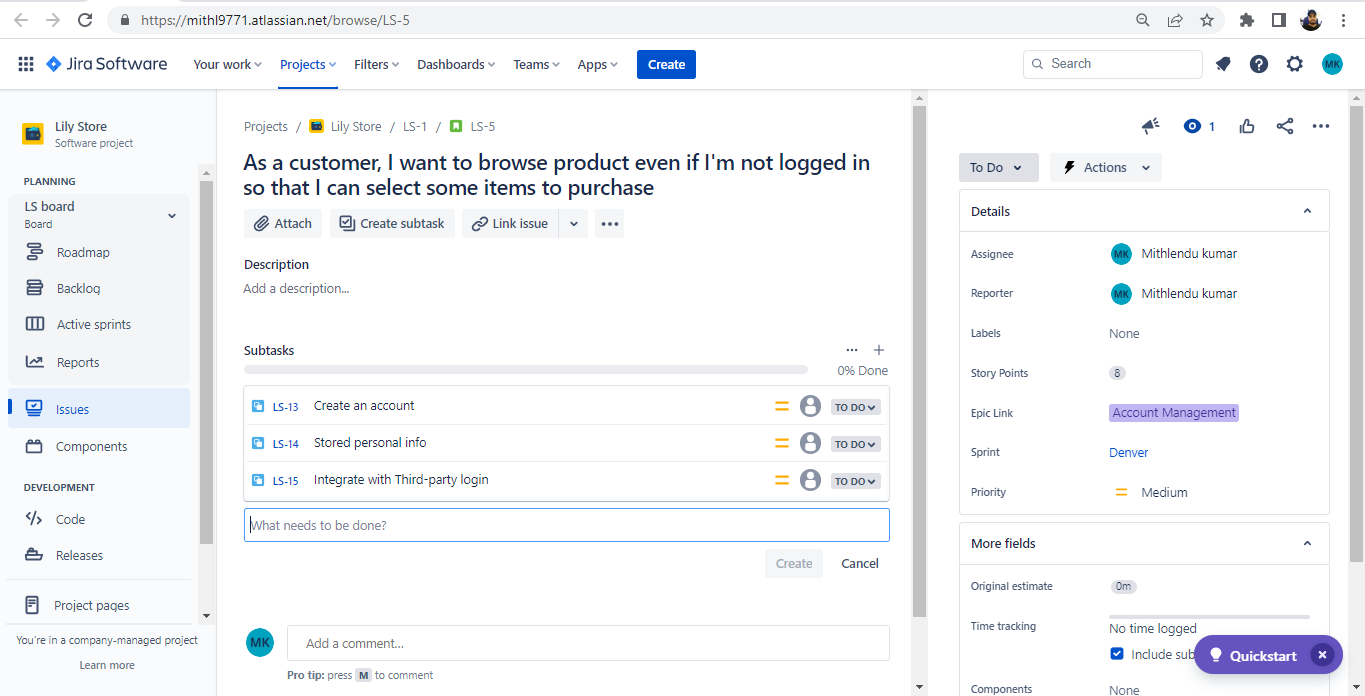 https://mithl9771.atlassian.net/browse/LS-5
Jira Software Your work Projects Filters Dashboards Teams Apps Create Search MK
Lily Store
Software project
PLANNING
LS board
Board
Roadmap
Backlog
Active sprints
Reports
Issues
Components
DEVELOPMENT
Code
Releases
Project pages
You're in a company-managed project
Learn more
Projects / Lily Store / LS-1 / LS-5
As a customer, I want to browse product even if I'm not logged in
so that I can select some items to purchase
Attach Create subtask Link issue
Description
Add a description...
Subtasks
0% Done
LS-13 Create an account TO DO
LS-14 Stored personal info TO DO
LS-15 Integrate with Third-party login TO DO
What needs to be done?
Create Cancel
MK Add a comment...
Pro tip: press M to comment
1
To Do Actions
Details
Assignee MK Mithlendu kumar
Reporter MK Mithlendu kumar
Labels None
Story Points 8
Epic Link Account Management
Sprint Denver
Priority Medium
More fields
Original estimate 0m
Time tracking No time logged
Include sub
Components None
Quickstart